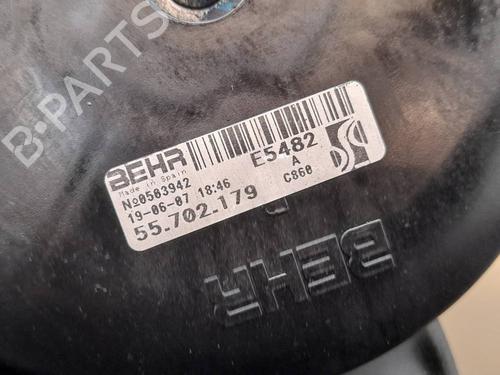 B-PARTS
BEHR
Made in Spain
E5482
A
C860
Nº0503942
19-06-07 18:46
55.702.179
BEHR